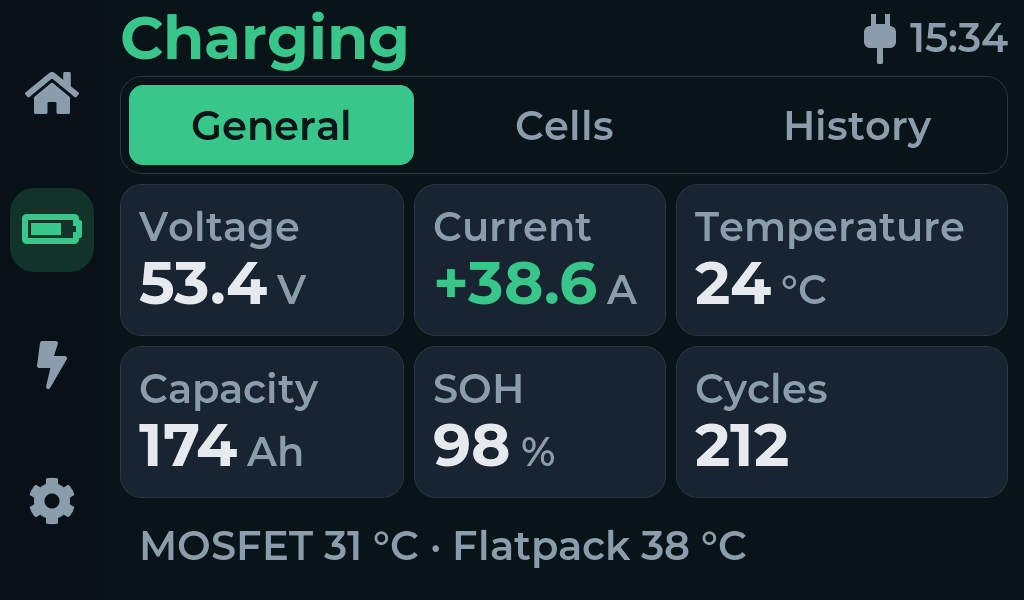 Charging
15:34
General
Cells
History
Voltage
53.4 V
Current
+38.6 A
Temperature
24 °C
Capacity
174 Ah
SOH
98 %
Cycles
212
MOSFET 31 °C · Flatpack 38 °C